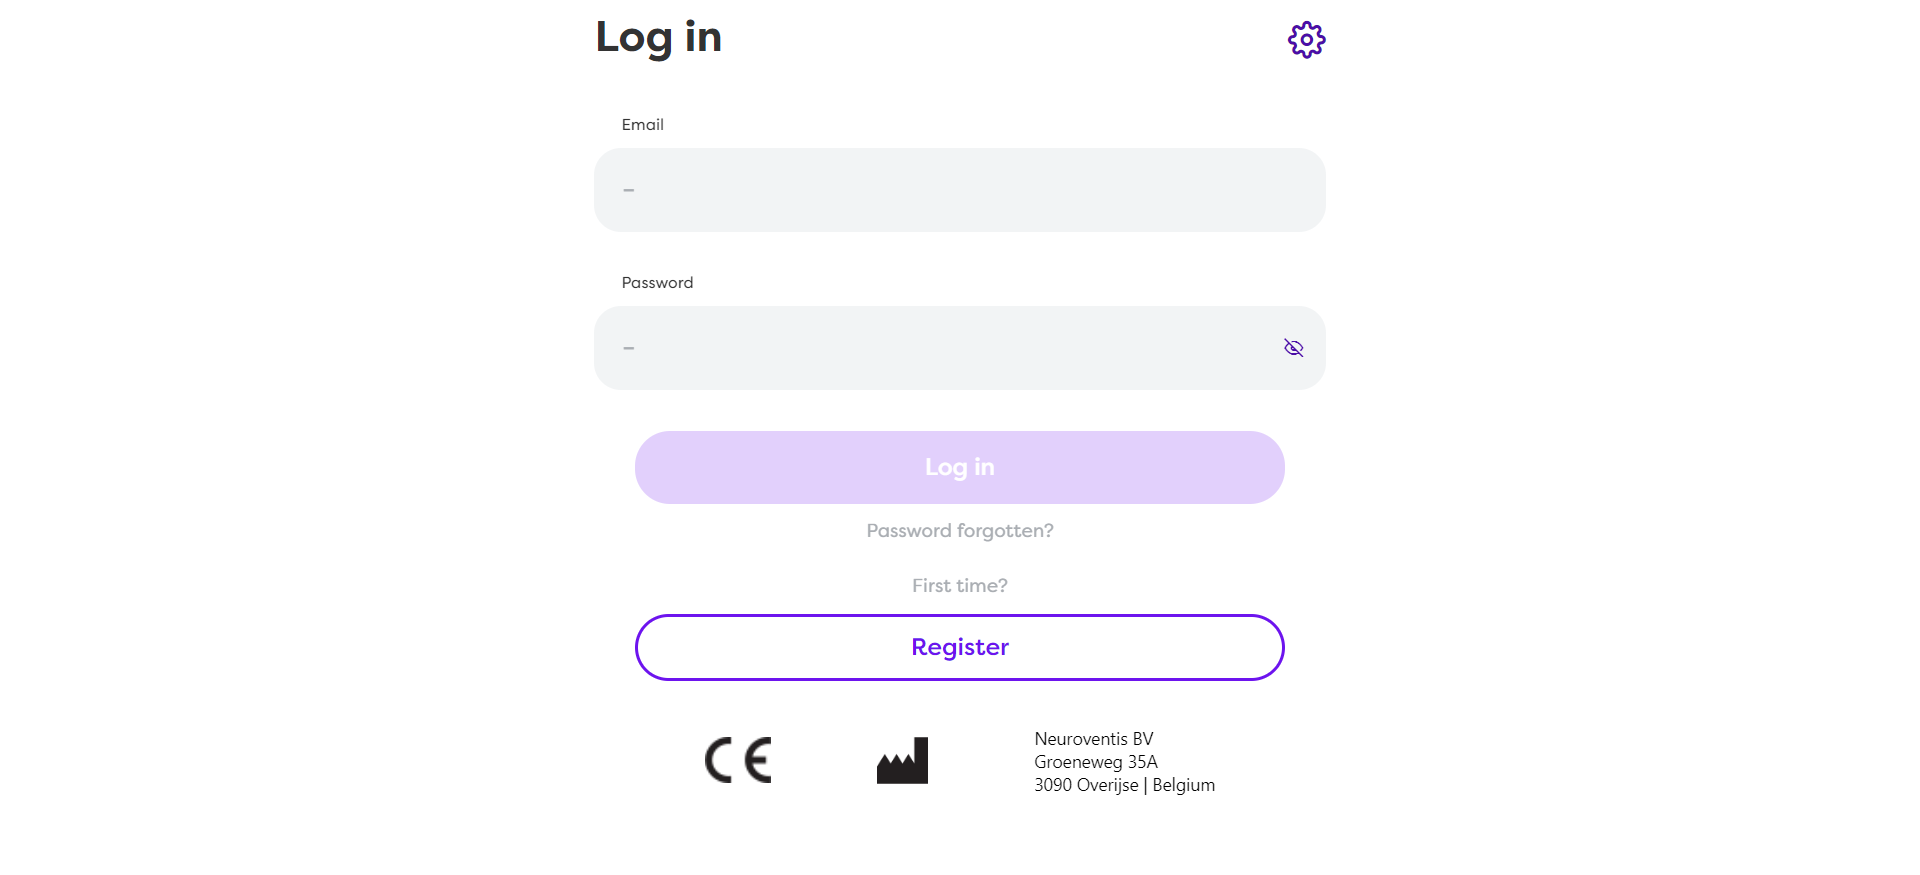 Log in
Email
–
Password
–
Log in
Password forgotten?
First time?
Register
CE
Neuroventis BV
Groeneweg 35A
3090 Overijse | Belgium